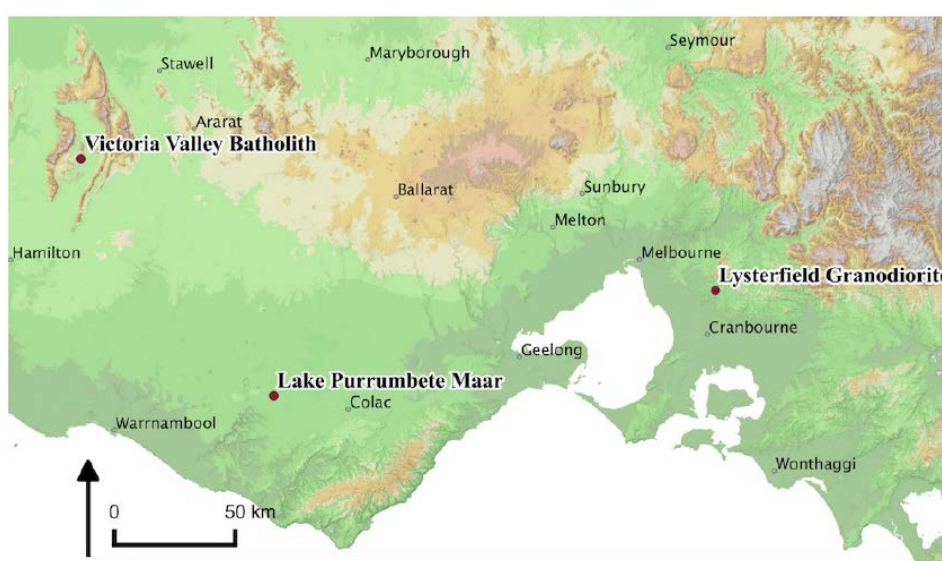 Seymour
Maryborough
Stawell
Ararat
Victoria Valley Batholith
Ballarat
Sunbury
Melton
Hamilton
Melbourne
Lysterfield Granodiorite
Cranbourne
Geelong
Lake Purrumbete Maar
Colac
Warrnambool
Wonthaggi
0 50 km